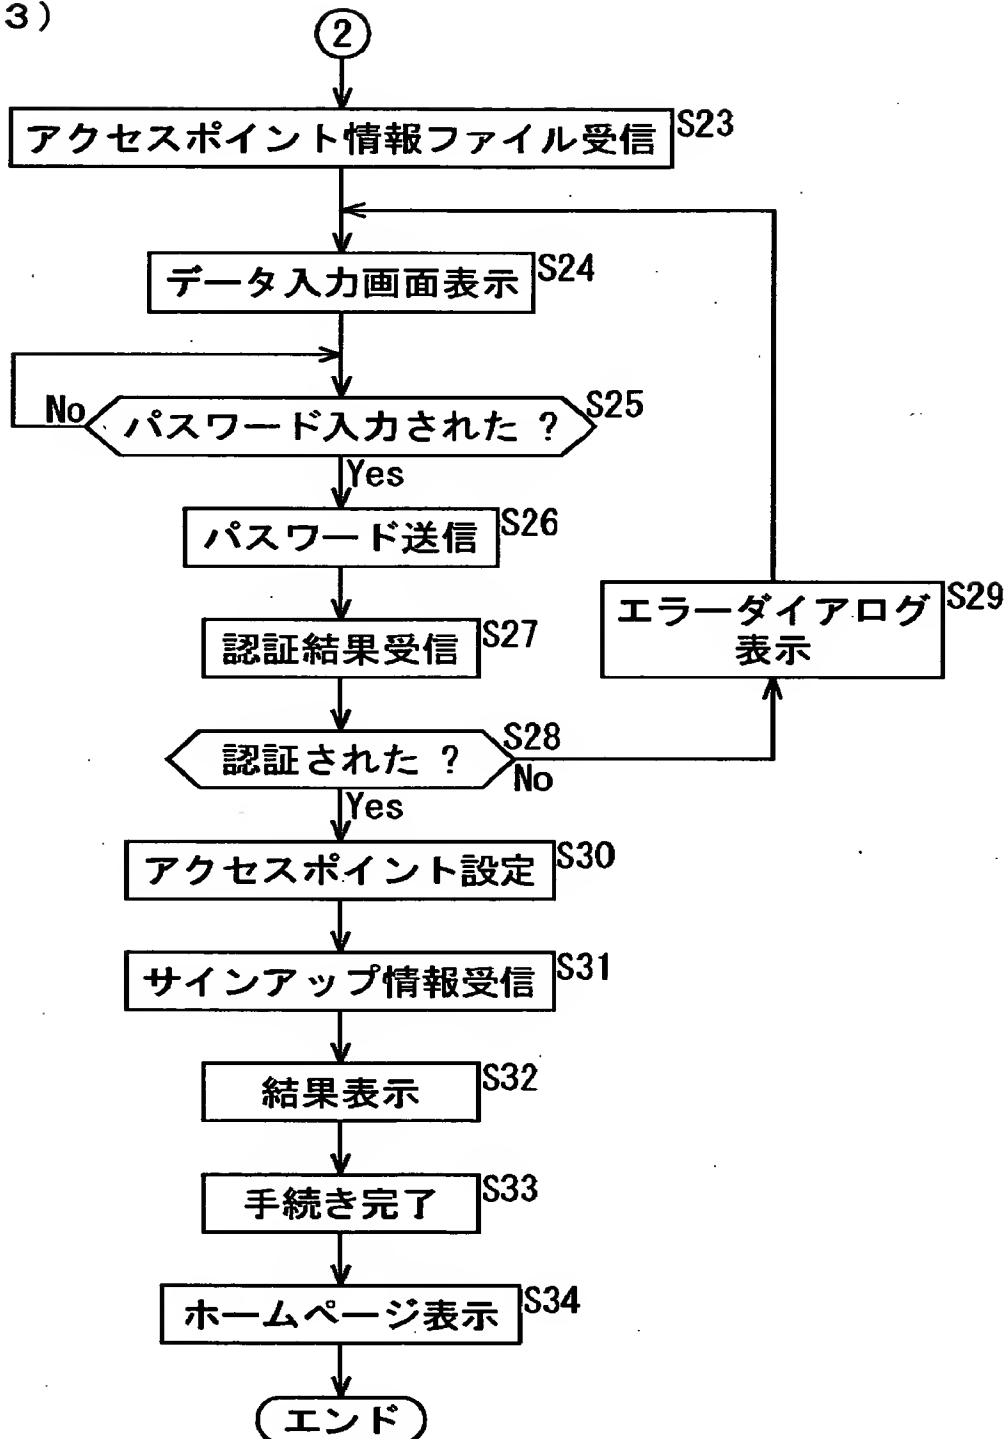 3)
2
アクセスポイント情報ファイル受信
S23
データ入力画面表示
S24
No
パスワード入力された ?
S25
Yes
パスワード送信
S26
エラーダイアログ
表示
S29
認証結果受信
S27
認証された ?
S28
No
Yes
アクセスポイント設定
S30
サインアップ情報受信
S31
結果表示
S32
手続き完了
S33
ホームページ表示
S34
エンド